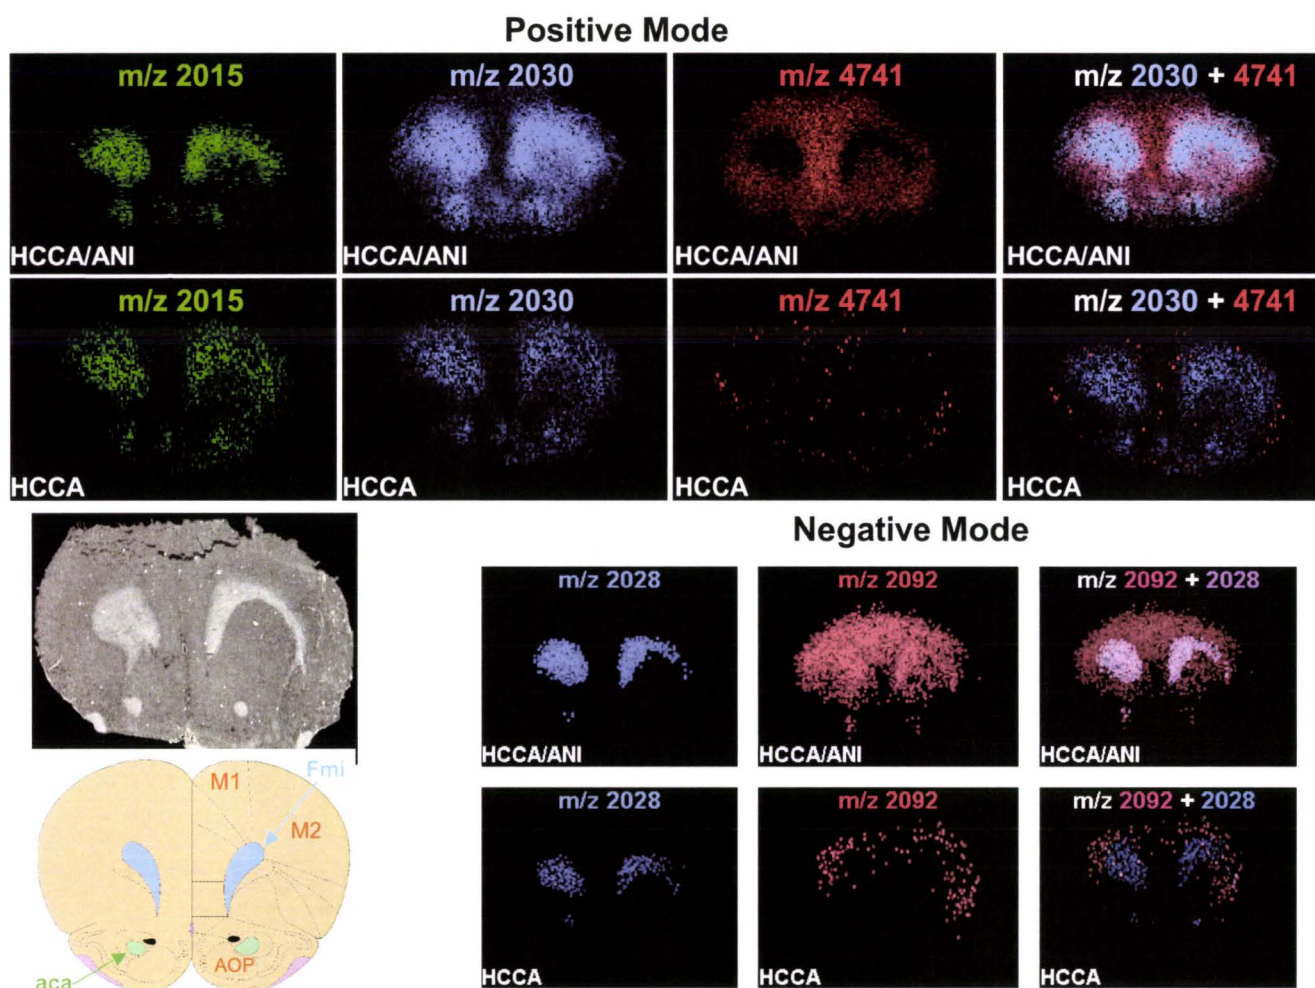 Positive Mode
m/z 2015
m/z 2030
m/z 4741
m/z 2030 + 4741
HCCA/ANI
HCCA/ANI
HCCA/ANI
HCCA/ANI
m/z 2015
m/z 2030
m/z 4741
m/z 2030 + 4741
HCCA
HCCA
HCCA
HCCA
Negative Mode
m/z 2028
m/z 2092
m/z 2092 + 2028
HCCA/ANI
HCCA/ANI
HCCA/ANI
M1
Fmi
M2
AOP
aca
m/z 2028
m/z 2092
m/z 2092 + 2028
HCCA
HCCA
HCCA